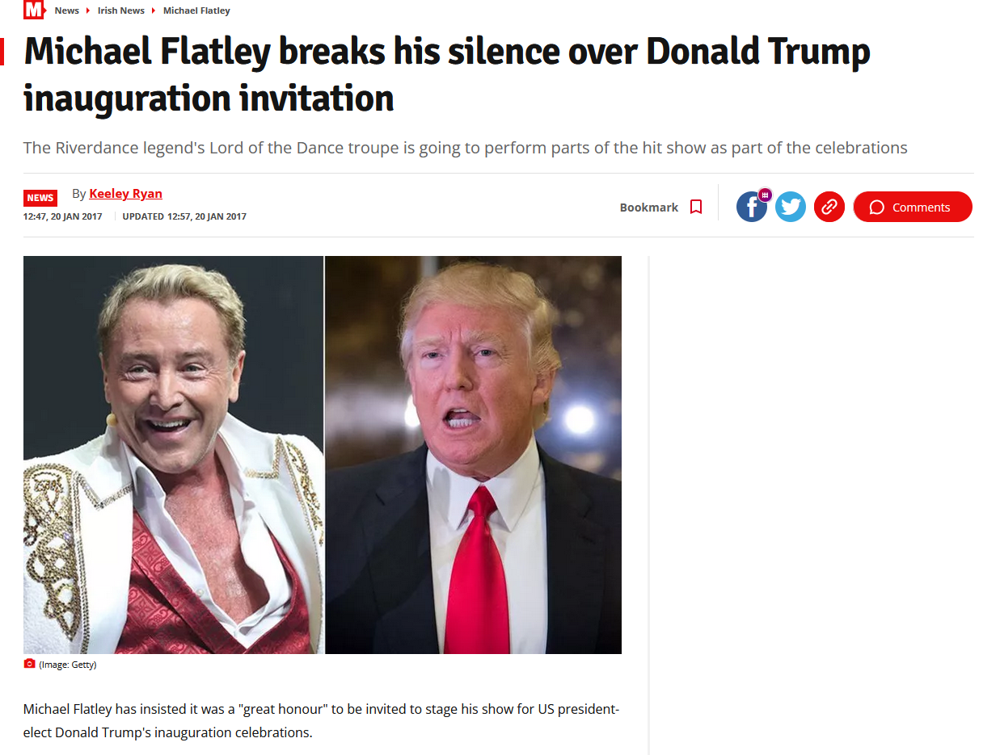 M News Irish News Michael Flatley
Michael Flatley breaks his silence over Donald Trump
inauguration invitation
The Riverdance legend's Lord of the Dance troupe is going to perform parts of the hit show as part of the celebrations
NEWS By Keeley Ryan
12:47, 20 JAN 2017 UPDATED 12:57, 20 JAN 2017
Bookmark f Comments
(Image: Getty)
Michael Flatley has insisted it was a "great honour" to be invited to stage his show for US president-
elect Donald Trump's inauguration celebrations.